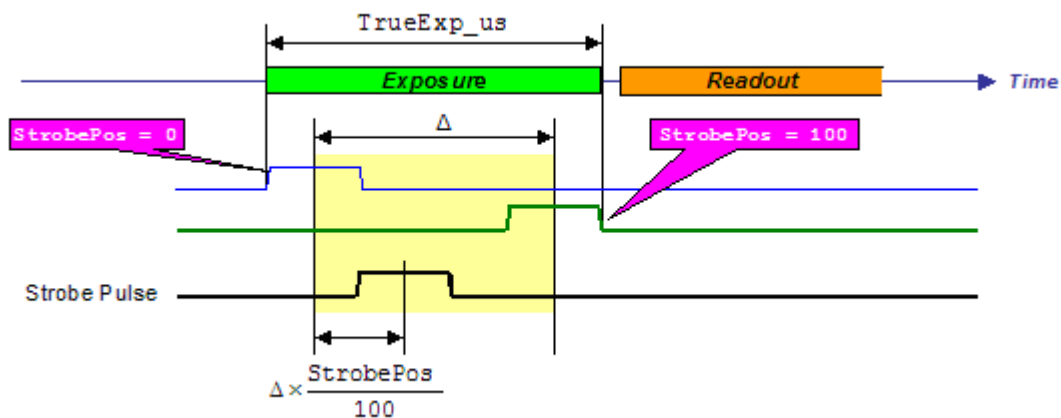 TrueExp_us
Exposure
Readout
Time
StrobePos = 0
Δ
StrobePos = 100
Strobe Pulse
Δ × StrobePos
100